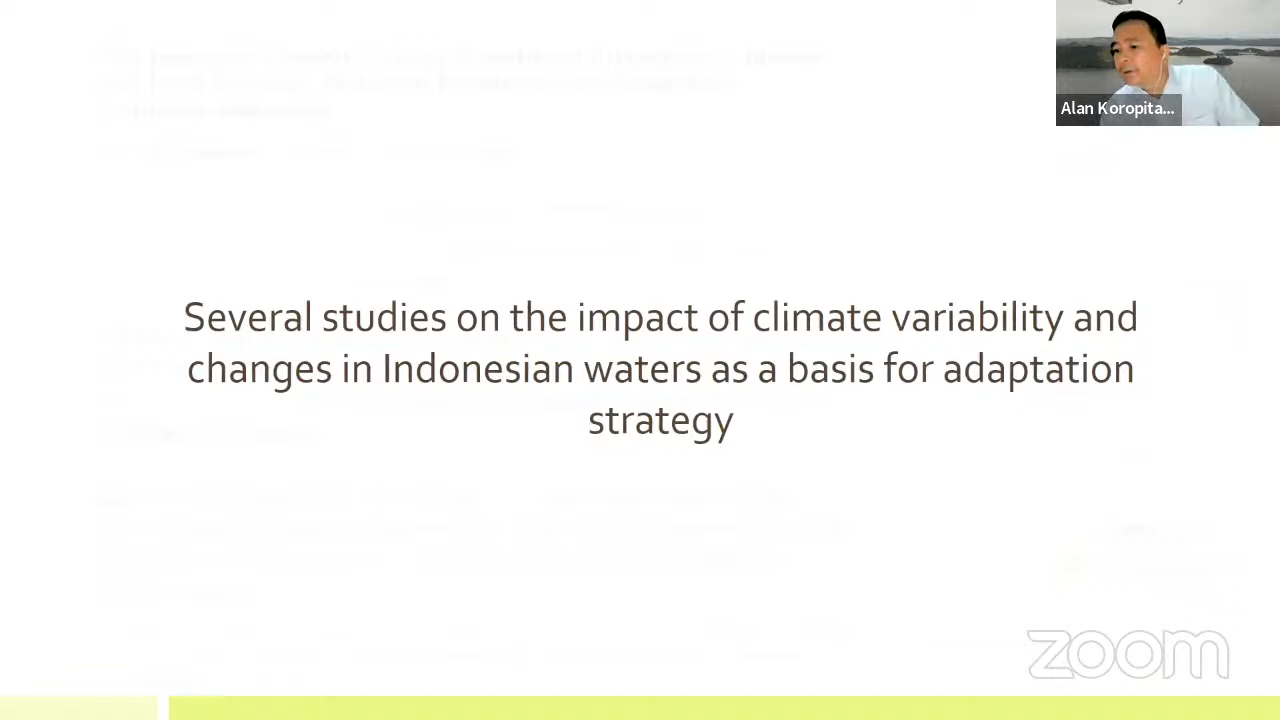 Alan Koropita...
Several studies on the impact of climate variability and
changes in Indonesian waters as a basis for adaptation
strategy
zoom